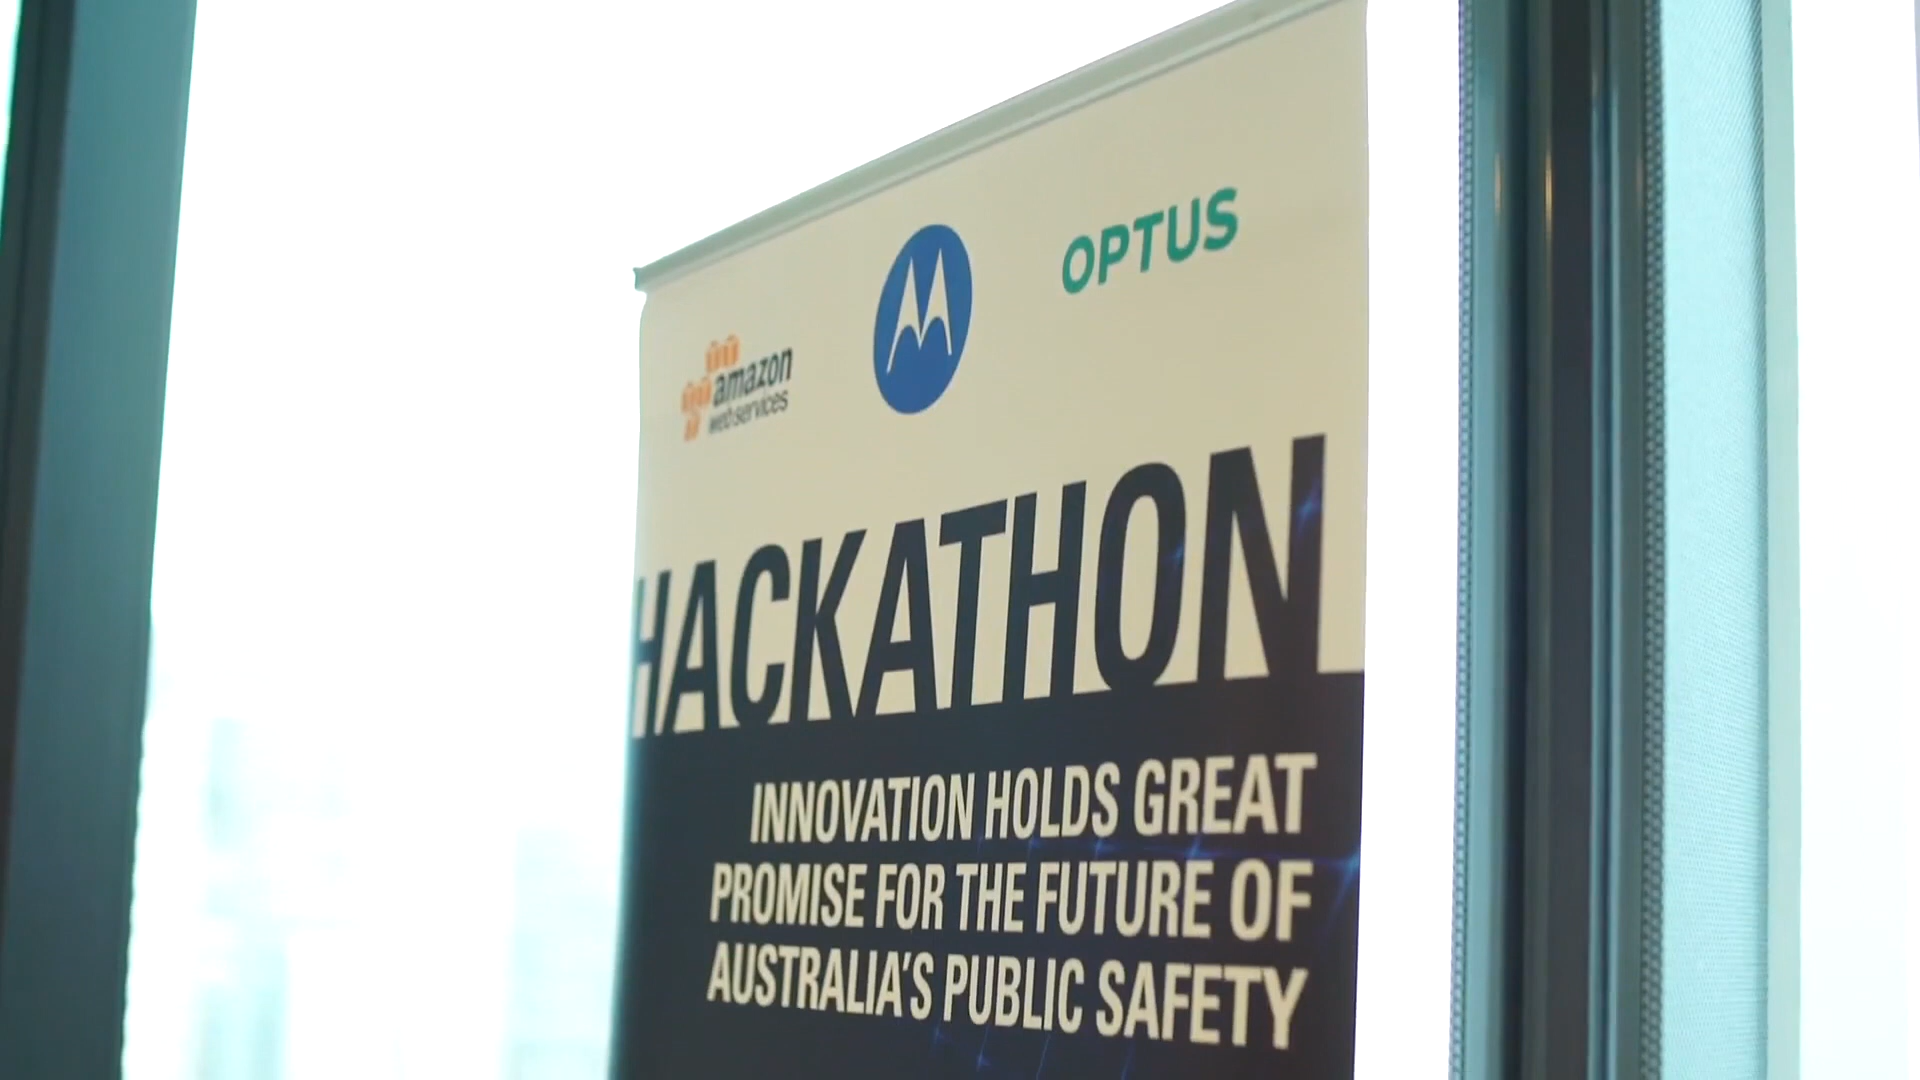 amazon
web services
OPTUS
HACKATHON
INNOVATION HOLDS GREAT
PROMISE FOR THE FUTURE OF
AUSTRALIA'S PUBLIC SAFETY